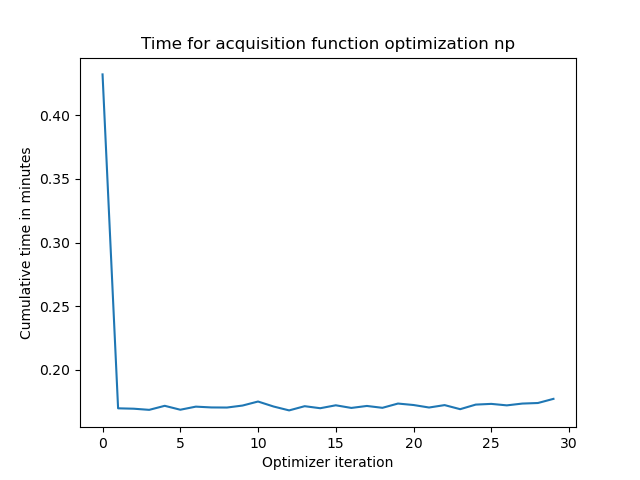 Time for acquisition function optimization np
Cumulative time in minutes
0.40
0.35
0.30
0.25
0.20
0 5 10 15 20 25 30
Optimizer iteration